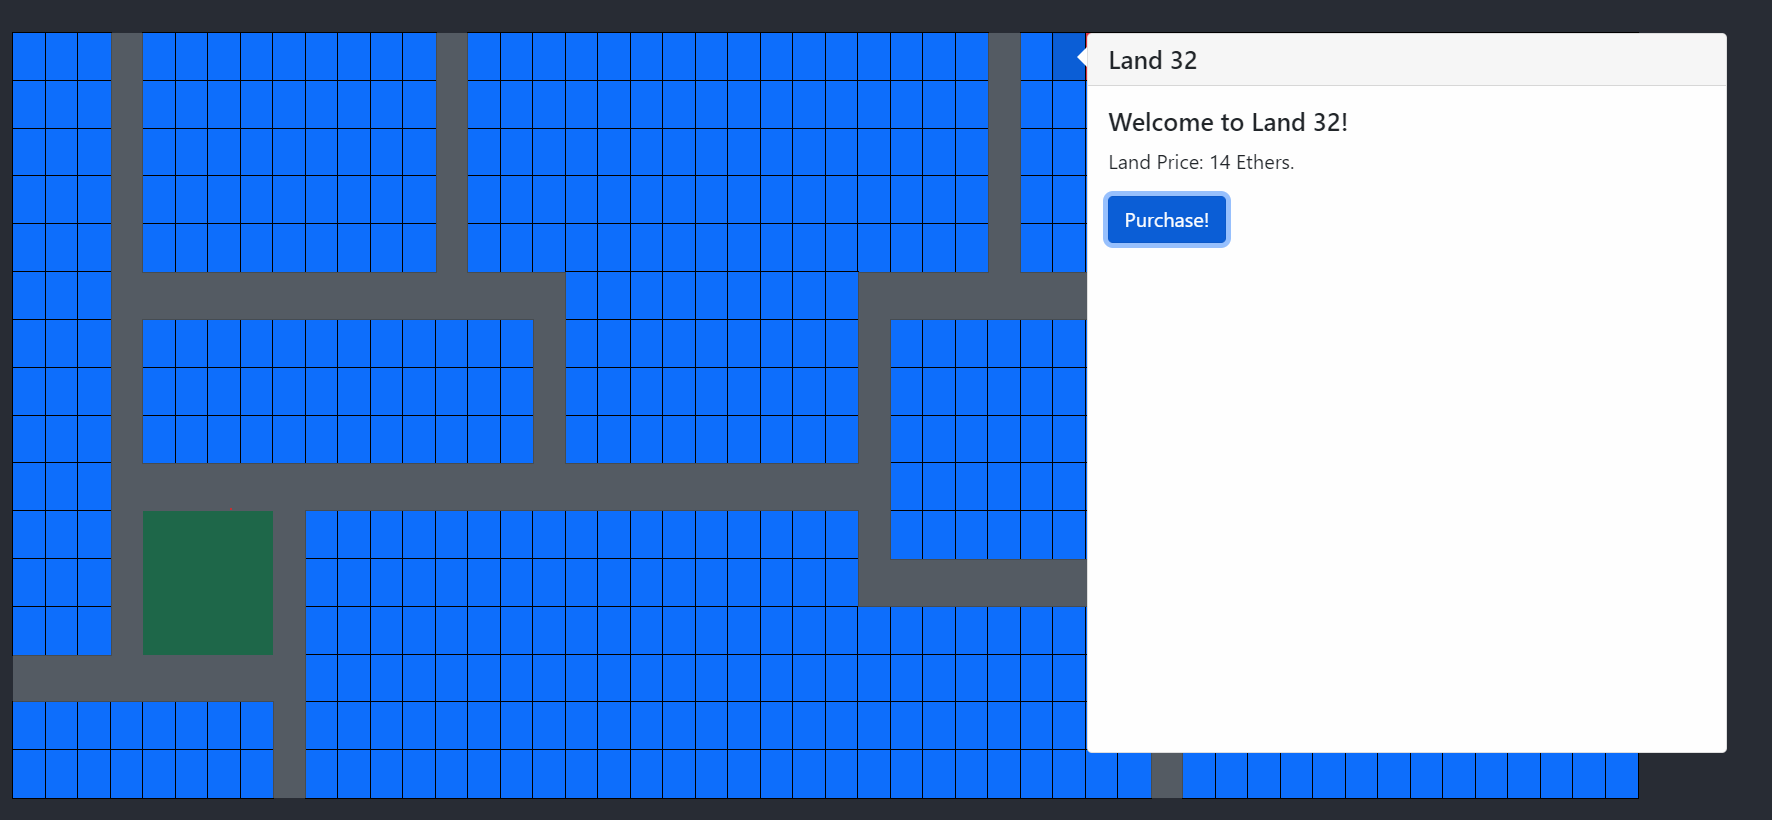 Land 32
Welcome to Land 32!
Land Price: 14 Ethers.
Purchase!